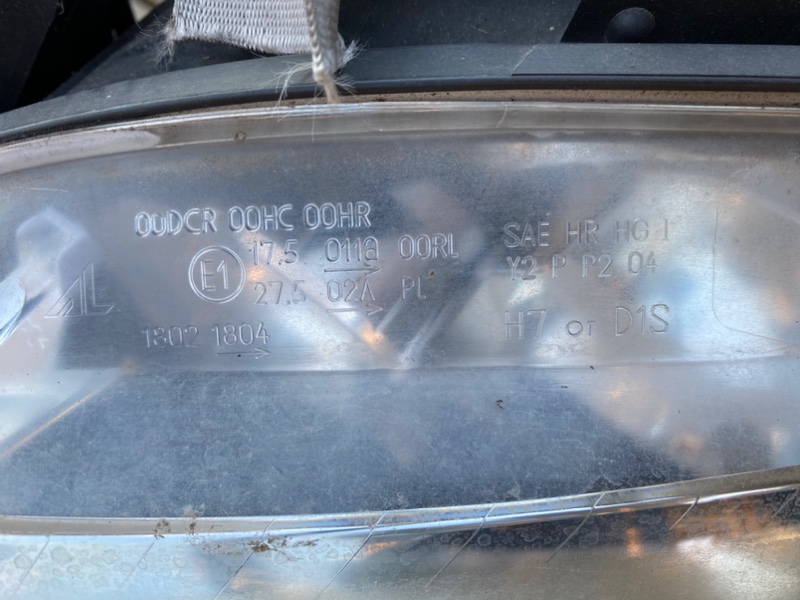 00DCR 00HC 00HR
E1
17.5 011a 00RL
27.5 02A PL
1802 1804
AL
SAE HR HG I
Y2 P P2 04
H7 or D1S